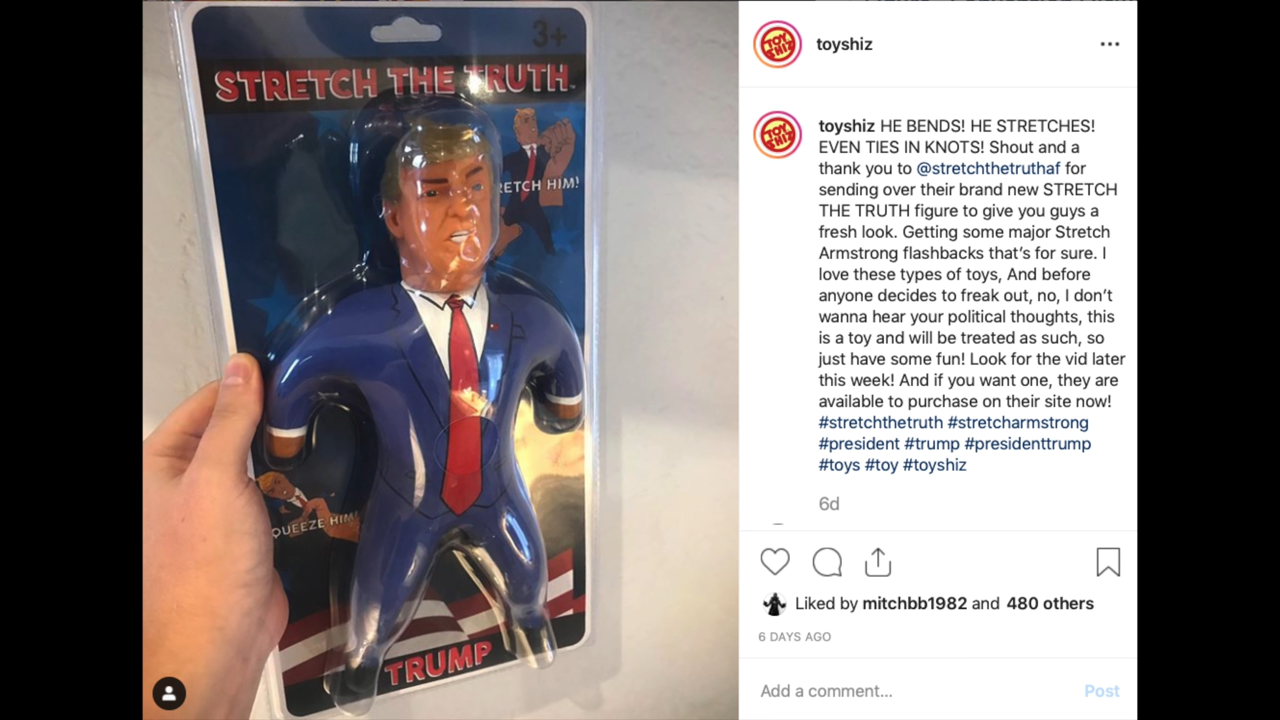 3+
STRETCH THE TRUTH
RETCH HIM!
QUEEZE HIM!
TRUMP
TOY SHIZ
toyshiz
TOY SHIZ
toyshiz HE BENDS! HE STRETCHES!
EVEN TIES IN KNOTS! Shout and a
thank you to @stretchthetruthaf for
sending over their brand new STRETCH
THE TRUTH figure to give you guys a
fresh look. Getting some major Stretch
Armstrong flashbacks that’s for sure. I
love these types of toys, And before
anyone decides to freak out, no, I don’t
wanna hear your political thoughts, this
is a toy and will be treated as such, so
just have some fun! Look for the vid later
this week! And if you want one, they are
available to purchase on their site now!
#stretchthetruth #stretcharmstrong
#president #trump #presidenttrump
#toys #toy #toyshiz
6d
Liked by mitchbb1982 and 480 others
6 DAYS AGO
Add a comment... Post